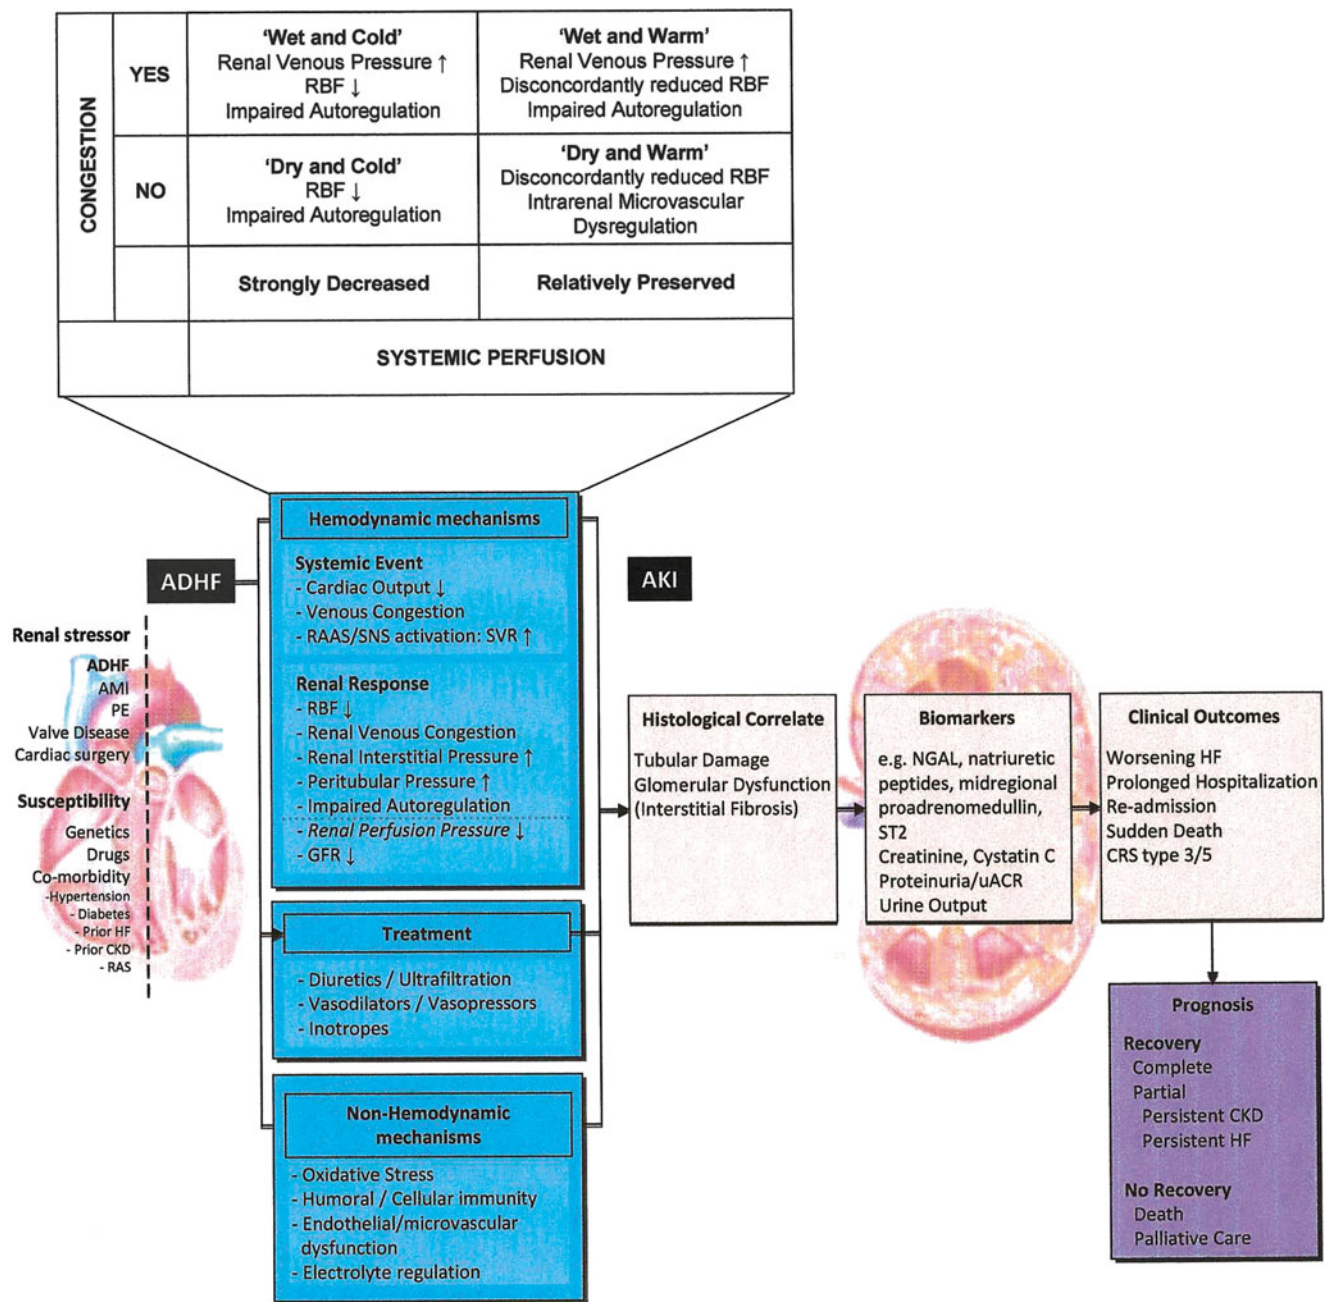 CONGESTION
YES
'Wet and Cold'
Renal Venous Pressure ↑
RBF ↓
Impaired Autoregulation
'Wet and Warm'
Renal Venous Pressure ↑
Disconcordantly reduced RBF
Impaired Autoregulation
NO
'Dry and Cold'
RBF ↓
Impaired Autoregulation
'Dry and Warm'
Disconcordantly reduced RBF
Intrarenal Microvascular
Dysregulation
Strongly Decreased
Relatively Preserved
SYSTEMIC PERFUSION
ADHF
Renal stressor
ADHF
AMI
PE
Valve Disease
Cardiac surgery
Susceptibility
Genetics
Drugs
Co-morbidity
-Hypertension
- Diabetes
- Prior HF
- Prior CKD
- RAS
Hemodynamic mechanisms
Systemic Event
- Cardiac Output ↓
- Venous Congestion
- RAAS/SNS activation: SVR ↑
Renal Response
- RBF ↓
- Renal Venous Congestion
- Renal Interstitial Pressure ↑
- Peritubular Pressure ↑
- Impaired Autoregulation
- Renal Perfusion Pressure ↓
- GFR ↓
Treatment
- Diuretics / Ultrafiltration
- Vasodilators / Vasopressors
- Inotropes
Non-Hemodynamic
mechanisms
- Oxidative Stress
- Humoral / Cellular immunity
- Endothelial/microvascular
dysfunction
- Electrolyte regulation
AKI
Histological Correlate
Tubular Damage
Glomerular Dysfunction
(Interstitial Fibrosis)
Biomarkers
e.g. NGAL, natriuretic
peptides, midregional
proadrenomedullin,
ST2
Creatinine, Cystatin C
Proteinuria/uACR
Urine Output
Clinical Outcomes
Worsening HF
Prolonged Hospitalization
Re-admission
Sudden Death
CRS type 3/5
Prognosis
Recovery
Complete
Partial
Persistent CKD
Persistent HF
No Recovery
Death
Palliative Care